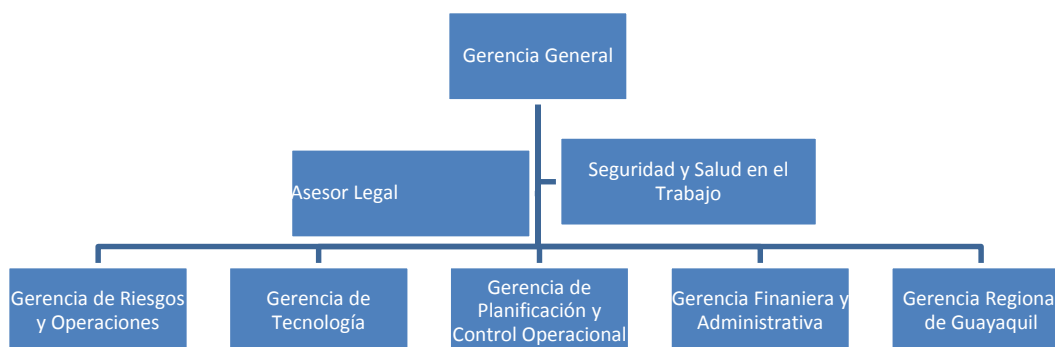 Gerencia General
Asesor Legal
Seguridad y Salud en el
Trabajo
Gerencia de Riesgos
y Operaciones
Gerencia de
Tecnología
Gerencia de
Planificación y
Control Operacional
Gerencia Finaniera y
Administrativa
Gerencia Regional
de Guayaquil